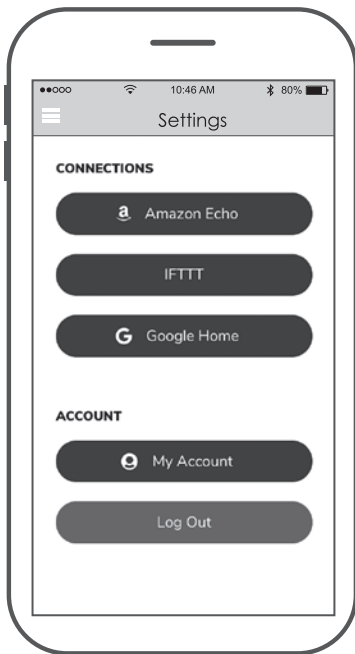 10:46 AM 80%
Settings
CONNECTIONS
Amazon Echo
IFTTT
Google Home
ACCOUNT
My Account
Log Out